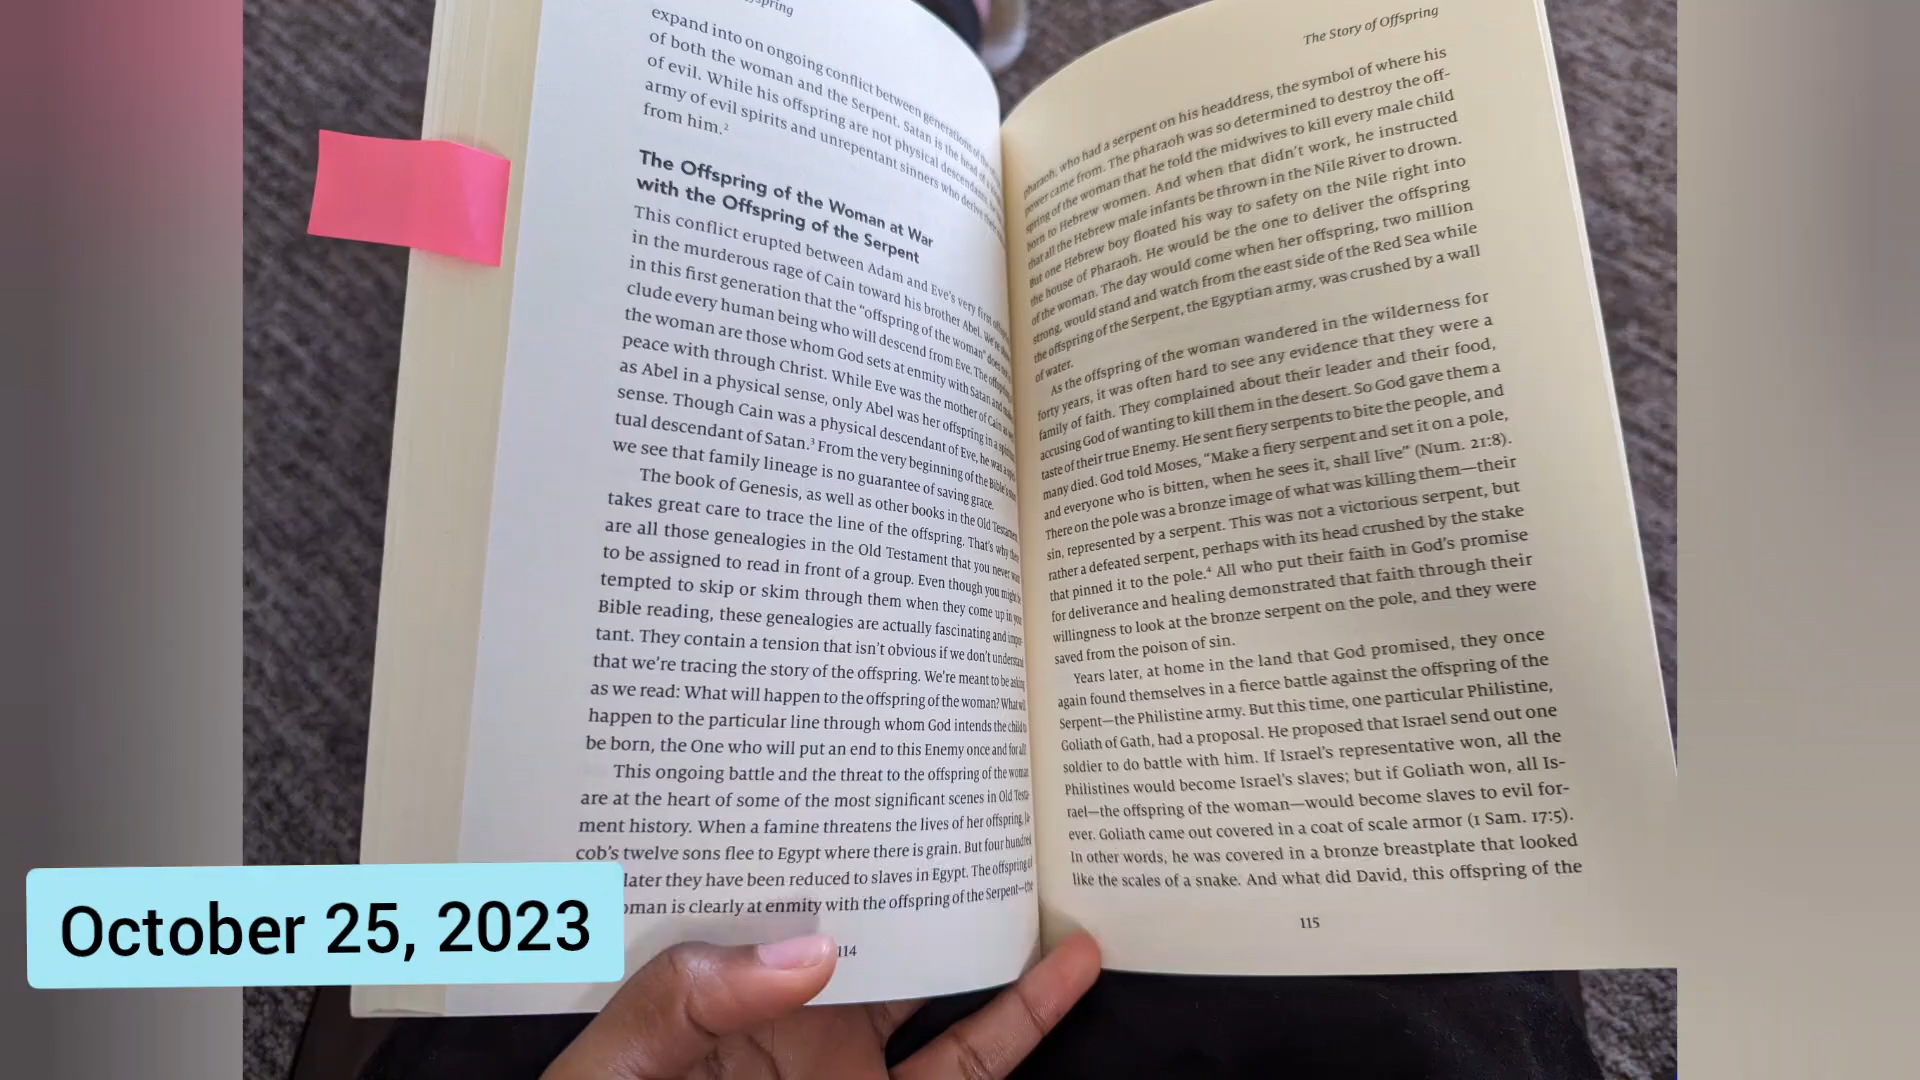 ffspring
expand into on ongoing conflict between generations of the
of both the woman and the Serpent. Satan is the head of a
of evil. While his offspring are not physical descendants, he
army of evil spirits and unrepentant sinners who derive their
from him.²
The Offspring of the Woman at War
with the Offspring of the Serpent
This conflict erupted between Adam and Eve's very first
in the murderous rage of Cain toward his brother Abel. We're
in this first generation that the "offspring of the woman" does
clude every human being who will descend from Eve. The
the woman are those whom God sets at enmity with Satan and
peace with through Christ. While Eve was the mother of Cain as
as Abel in a physical sense, only Abel was her offspring in a
sense. Though Cain was a physical descendant of Eve, he was a
tual descendant of Satan.³ From the very beginning of the Bible's
we see that family lineage is no guarantee of saving grace.
The book of Genesis, as well as other books in the Old Testament
takes great care to trace the line of the offspring. That's why
are all those genealogies in the Old Testament that you never
to be assigned to read in front of a group. Even though you might
tempted to skip or skim through them when they come up in your
Bible reading, these genealogies are actually fascinating and impor-
tant. They contain a tension that isn't obvious if we don't understand
that we're tracing the story of the offspring. We're meant to be asking
as we read: What will happen to the offspring of the woman? What will
happen to the particular line through whom God intends the child to
be born, the One who will put an end to this Enemy once and for all?
This ongoing battle and the threat to the offspring of the woman
are at the heart of some of the most significant scenes in Old Testa-
ment history. When a famine threatens the lives of her offspring, Ja-
cob's twelve sons flee to Egypt where there is grain. But four hundred
later they have been reduced to slaves in Egypt. The offspring of
oman is clearly at enmity with the offspring of the Serpent—the
114
The Story of Offspring
pharaoh, who had a serpent on his headdress, the symbol of where his
power came from. The pharaoh was so determined to destroy the off-
spring of the woman that he told the midwives to kill every male child
born to Hebrew women. And when that didn't work, he instructed
that all the Hebrew male infants be thrown in the Nile River to drown.
But one Hebrew boy floated his way to safety on the Nile right into
the house of Pharaoh. He would be the one to deliver the offspring
of the woman. The day would come when her offspring, two million
strong, would stand and watch from the east side of the Red Sea while
the offspring of the Serpent, the Egyptian army, was crushed by a wall
of water.
As the offspring of the woman wandered in the wilderness for
forty years, it was often hard to see any evidence that they were a
family of faith. They complained about their leader and their food,
accusing God of wanting to kill them in the desert. So God gave them a
taste of their true Enemy. He sent fiery serpents to bite the people, and
many died. God told Moses, "Make a fiery serpent and set it on a pole,
and everyone who is bitten, when he sees it, shall live" (Num. 21:8).
There on the pole was a bronze image of what was killing them—their
sin, represented by a serpent. This was not a victorious serpent, but
rather a defeated serpent, perhaps with its head crushed by the stake
that pinned it to the pole.⁴ All who put their faith in God's promise
for deliverance and healing demonstrated that faith through their
willingness to look at the bronze serpent on the pole, and they were
saved from the poison of sin.
Years later, at home in the land that God promised, they once
again found themselves in a fierce battle against the offspring of the
Serpent—the Philistine army. But this time, one particular Philistine,
Goliath of Gath, had a proposal. He proposed that Israel send out one
soldier to do battle with him. If Israel's representative won, all the
Philistines would become Israel's slaves; but if Goliath won, all Is-
rael—the offspring of the woman—would become slaves to evil for-
ever. Goliath came out covered in a coat of scale armor (1 Sam. 17:5).
In other words, he was covered in a bronze breastplate that looked
like the scales of a snake. And what did David, this offspring of the
115
October 25, 2023